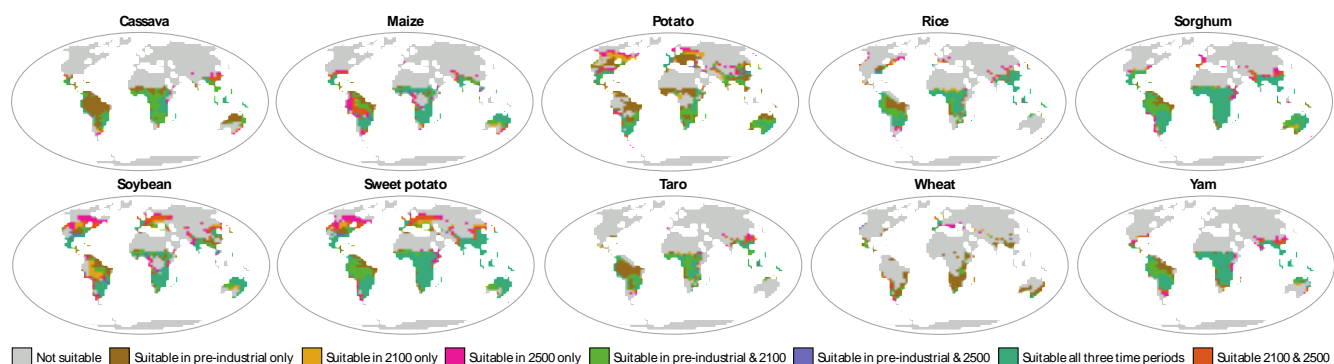 Cassava Maize Potato Rice Sorghum
Soybean Sweet potato Taro Wheat Yam
Not suitable Suitable in pre-industrial only Suitable in 2100 only Suitable in 2500 only Suitable in pre-industrial & 2100 Suitable in pre-industrial & 2500 Suitable all three time periods Suitable 2100 & 2500